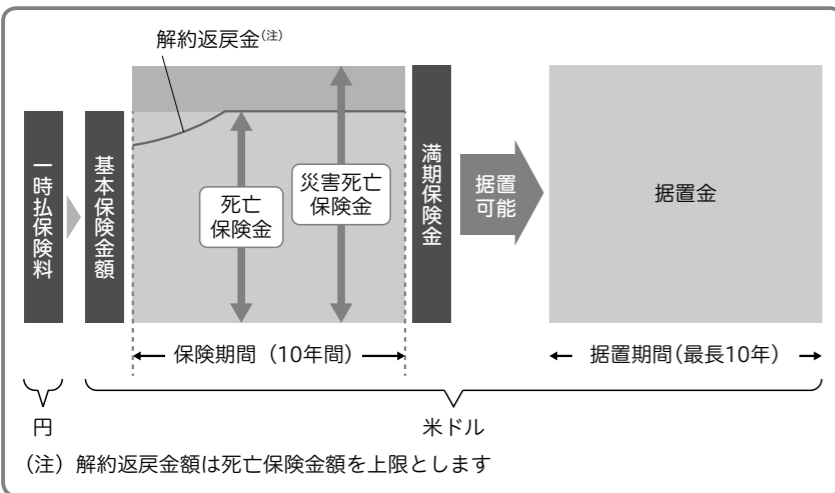 解約返戻金(注)
一時払保険料
基本保険金額
死亡
保険金
災害死亡
保険金
満期保険金
据置
可能
据置金
保険期間（10年間）
据置期間（最長10年）
円
米ドル
（注）解約返戻金額は死亡保険金額を上限とします